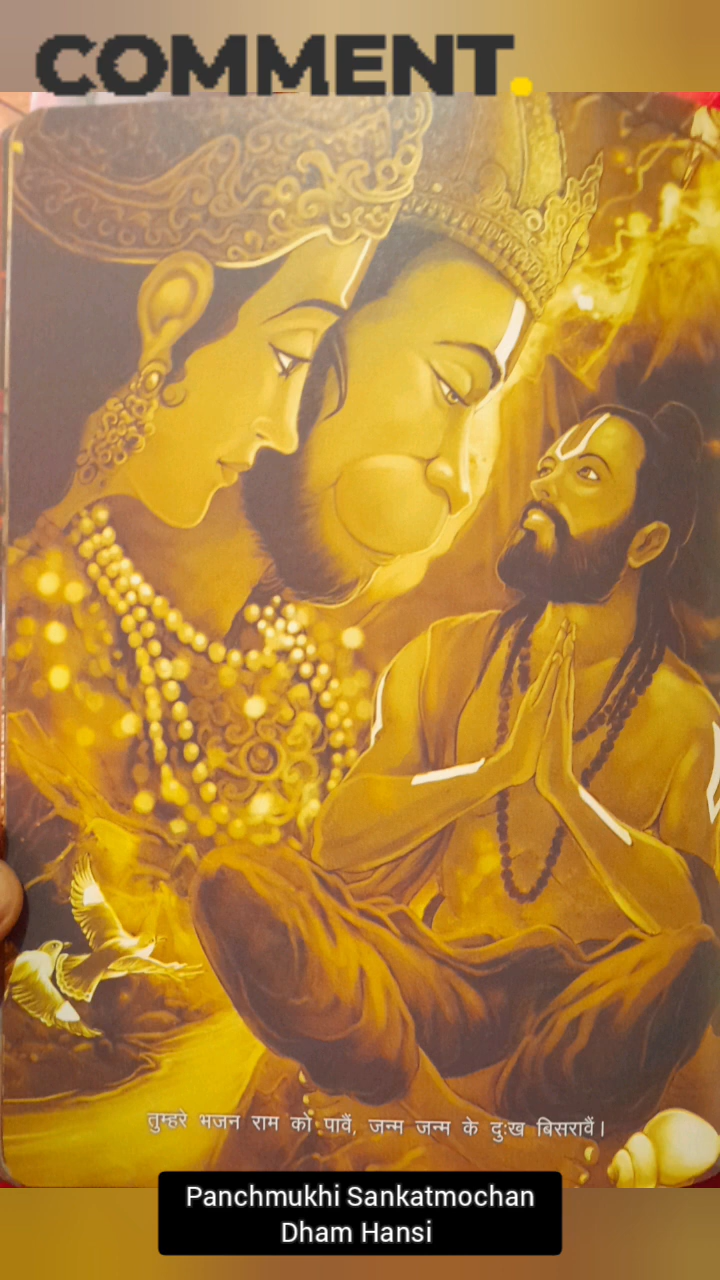 COMMENT.
तुम्हरे भजन राम को पावैं, जन्म जन्म के दुःख बिसरावैं।
Panchmukhi Sankatmochan
Dham Hansi